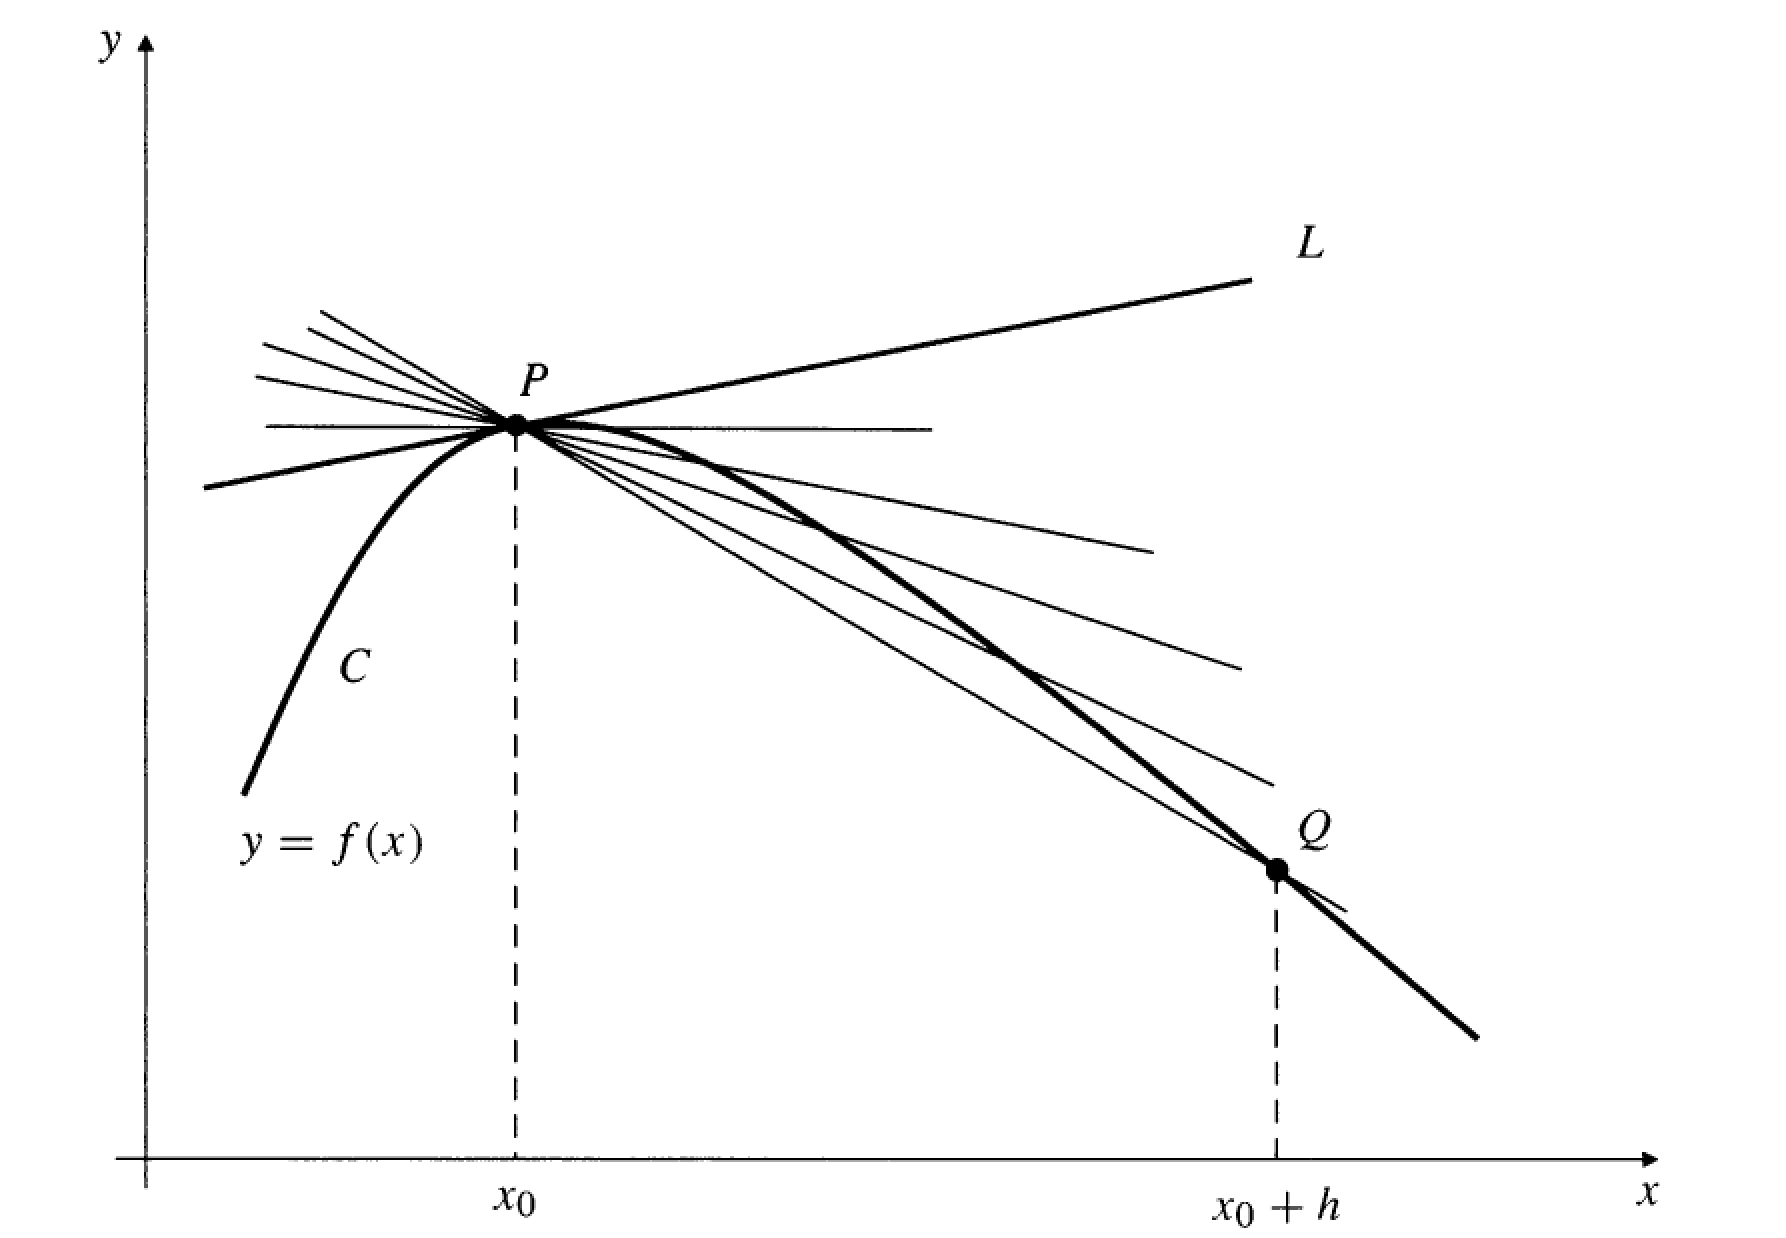 y
L
P
C
y = f(x)
Q
x₀
x₀ + h
x